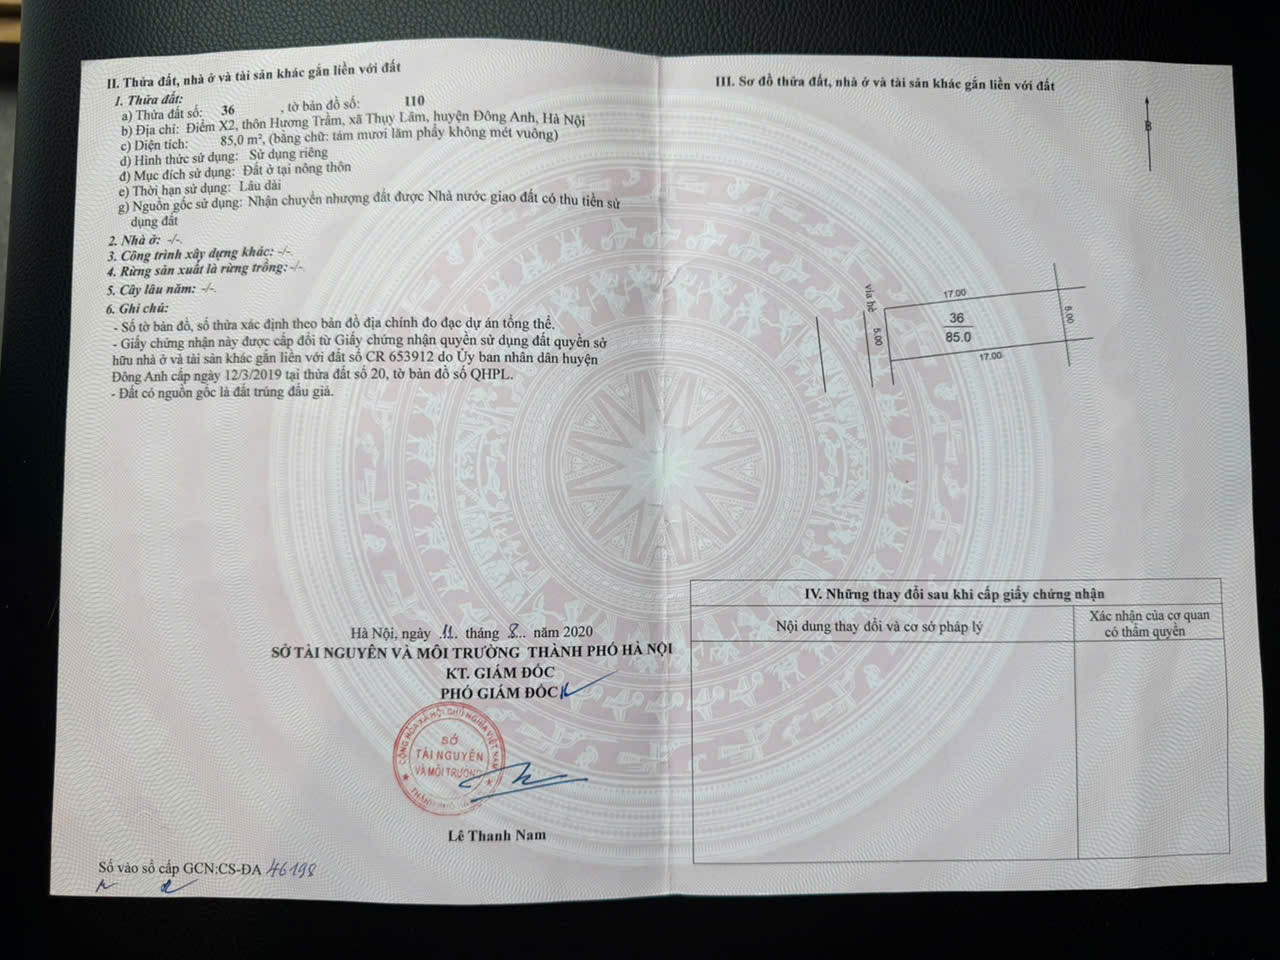 II. Thửa đất, nhà ở và tài sản khác gắn liền với đất
1. Thửa đất:
a) Thửa đất số: 36 , tờ bản đồ số: 110
b) Địa chỉ: Điểm X2, thôn Hương Trầm, xã Thụy Lâm, huyện Đông Anh, Hà Nội
c) Diện tích: 85,0 m², (bằng chữ: tám mươi lăm phẩy không mét vuông)
d) Hình thức sử dụng: Sử dụng riêng
đ) Mục đích sử dụng: Đất ở tại nông thôn
e) Thời hạn sử dụng: Lâu dài
g) Nguồn gốc sử dụng: Nhận chuyển nhượng đất được Nhà nước giao đất có thu tiền sử
dụng đất
2. Nhà ở: -/-.
3. Công trình xây dựng khác: -/-.
4. Rừng sản xuất là rừng trồng: -/-.
5. Cây lâu năm: -/-.
6. Ghi chú:
- Số tờ bản đồ, số thửa xác định theo bản đồ địa chính đo đạc dự án tổng thể.
- Giấy chứng nhận này được cấp đổi từ Giấy chứng nhận quyền sử dụng đất quyền sở
hữu nhà ở và tài sản khác gắn liền với đất số CR 653912 do Ủy ban nhân dân huyện
Đông Anh cấp ngày 12/3/2019 tại thửa đất số 20, tờ bản đồ số QHPL.
- Đất có nguồn gốc là đất trúng đấu giá.
Hà Nội, ngày 11. tháng 8... năm 2020
SỞ TÀI NGUYÊN VÀ MÔI TRƯỜNG THÀNH PHỐ HÀ NỘI
KT. GIÁM ĐỐC
PHÓ GIÁM ĐỐC
CỘNG HÒA XÃ HỘI CHỦ NGHĨA VIỆT NAM
SỞ
TÀI NGUYÊN
VÀ MÔI TRƯỜNG
THÀNH PHỐ
Lê Thanh Nam
Số vào sổ cấp GCN:CS-ĐA 46198
III. Sơ đồ thửa đất, nhà ở và tài sản khác gắn liền với đất
B
vỉa hè
17.00
5.00
36
85.0
5.00
17.00
IV. Những thay đổi sau khi cấp giấy chứng nhận
Nội dung thay đổi và cơ sở pháp lý
Xác nhận của cơ quan
có thẩm quyền